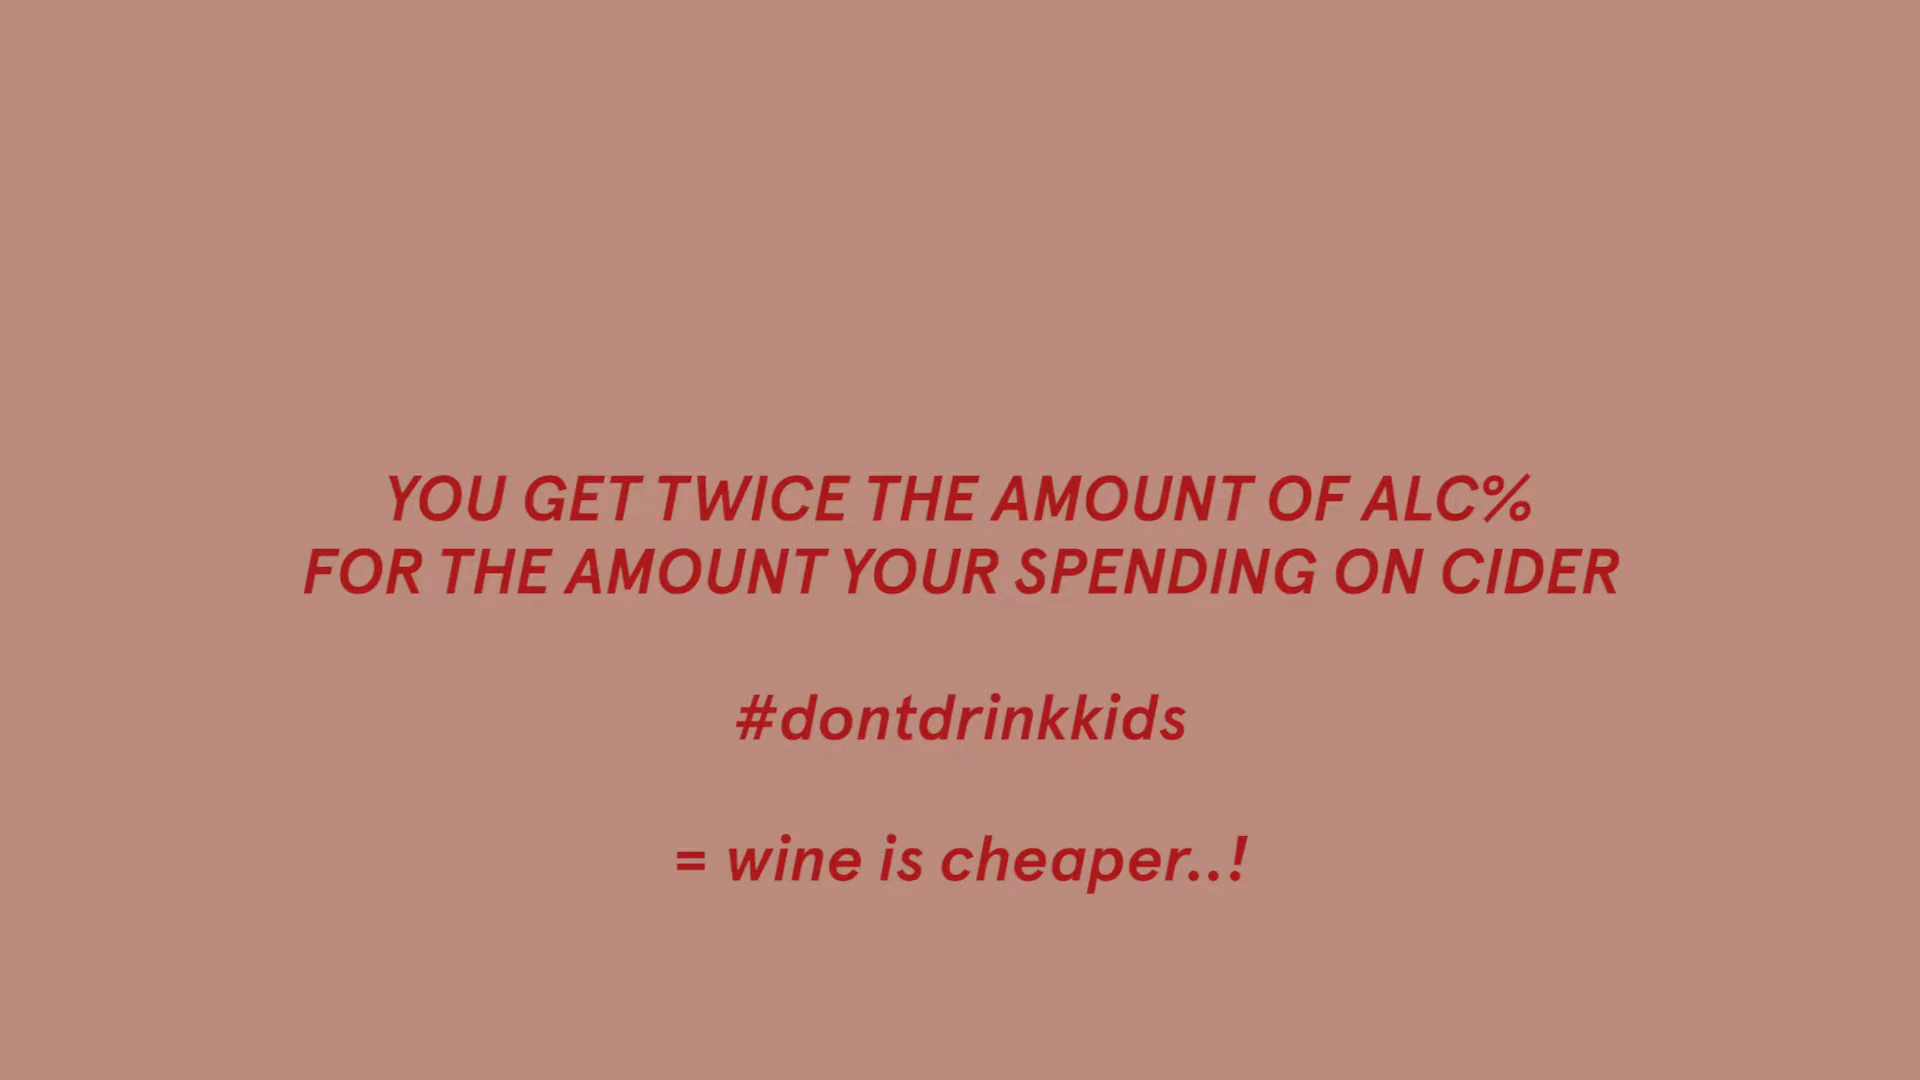 YOU GET TWICE THE AMOUNT OF ALC%
FOR THE AMOUNT YOUR SPENDING ON CIDER
#dontdrinkkids
= wine is cheaper..!